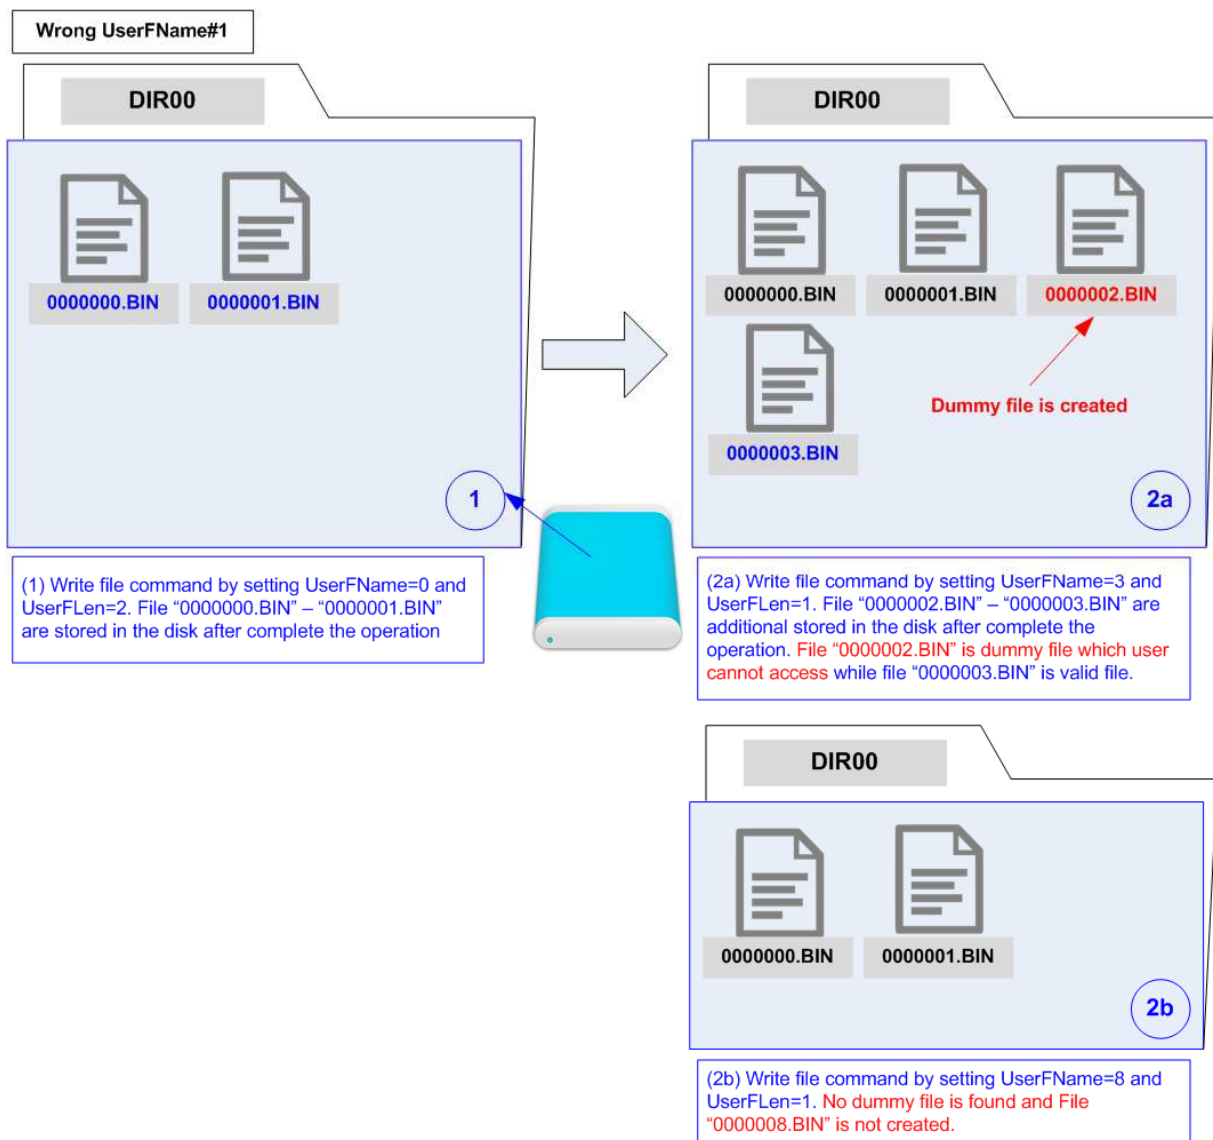 Wrong UserFName#1
DIR00
0000000.BIN
0000001.BIN
1
(1) Write file command by setting UserFName=0 and
UserFLen=2. File “0000000.BIN” – “0000001.BIN”
are stored in the disk after complete the operation
DIR00
0000000.BIN
0000001.BIN
0000002.BIN
Dummy file is created
0000003.BIN
2a
(2a) Write file command by setting UserFName=3 and
UserFLen=1. File “0000002.BIN” – “0000003.BIN” are
additional stored in the disk after complete the
operation. File “0000002.BIN” is dummy file which user
cannot access while file “0000003.BIN” is valid file.
DIR00
0000000.BIN
0000001.BIN
2b
(2b) Write file command by setting UserFName=8 and
UserFLen=1. No dummy file is found and File
“0000008.BIN” is not created.